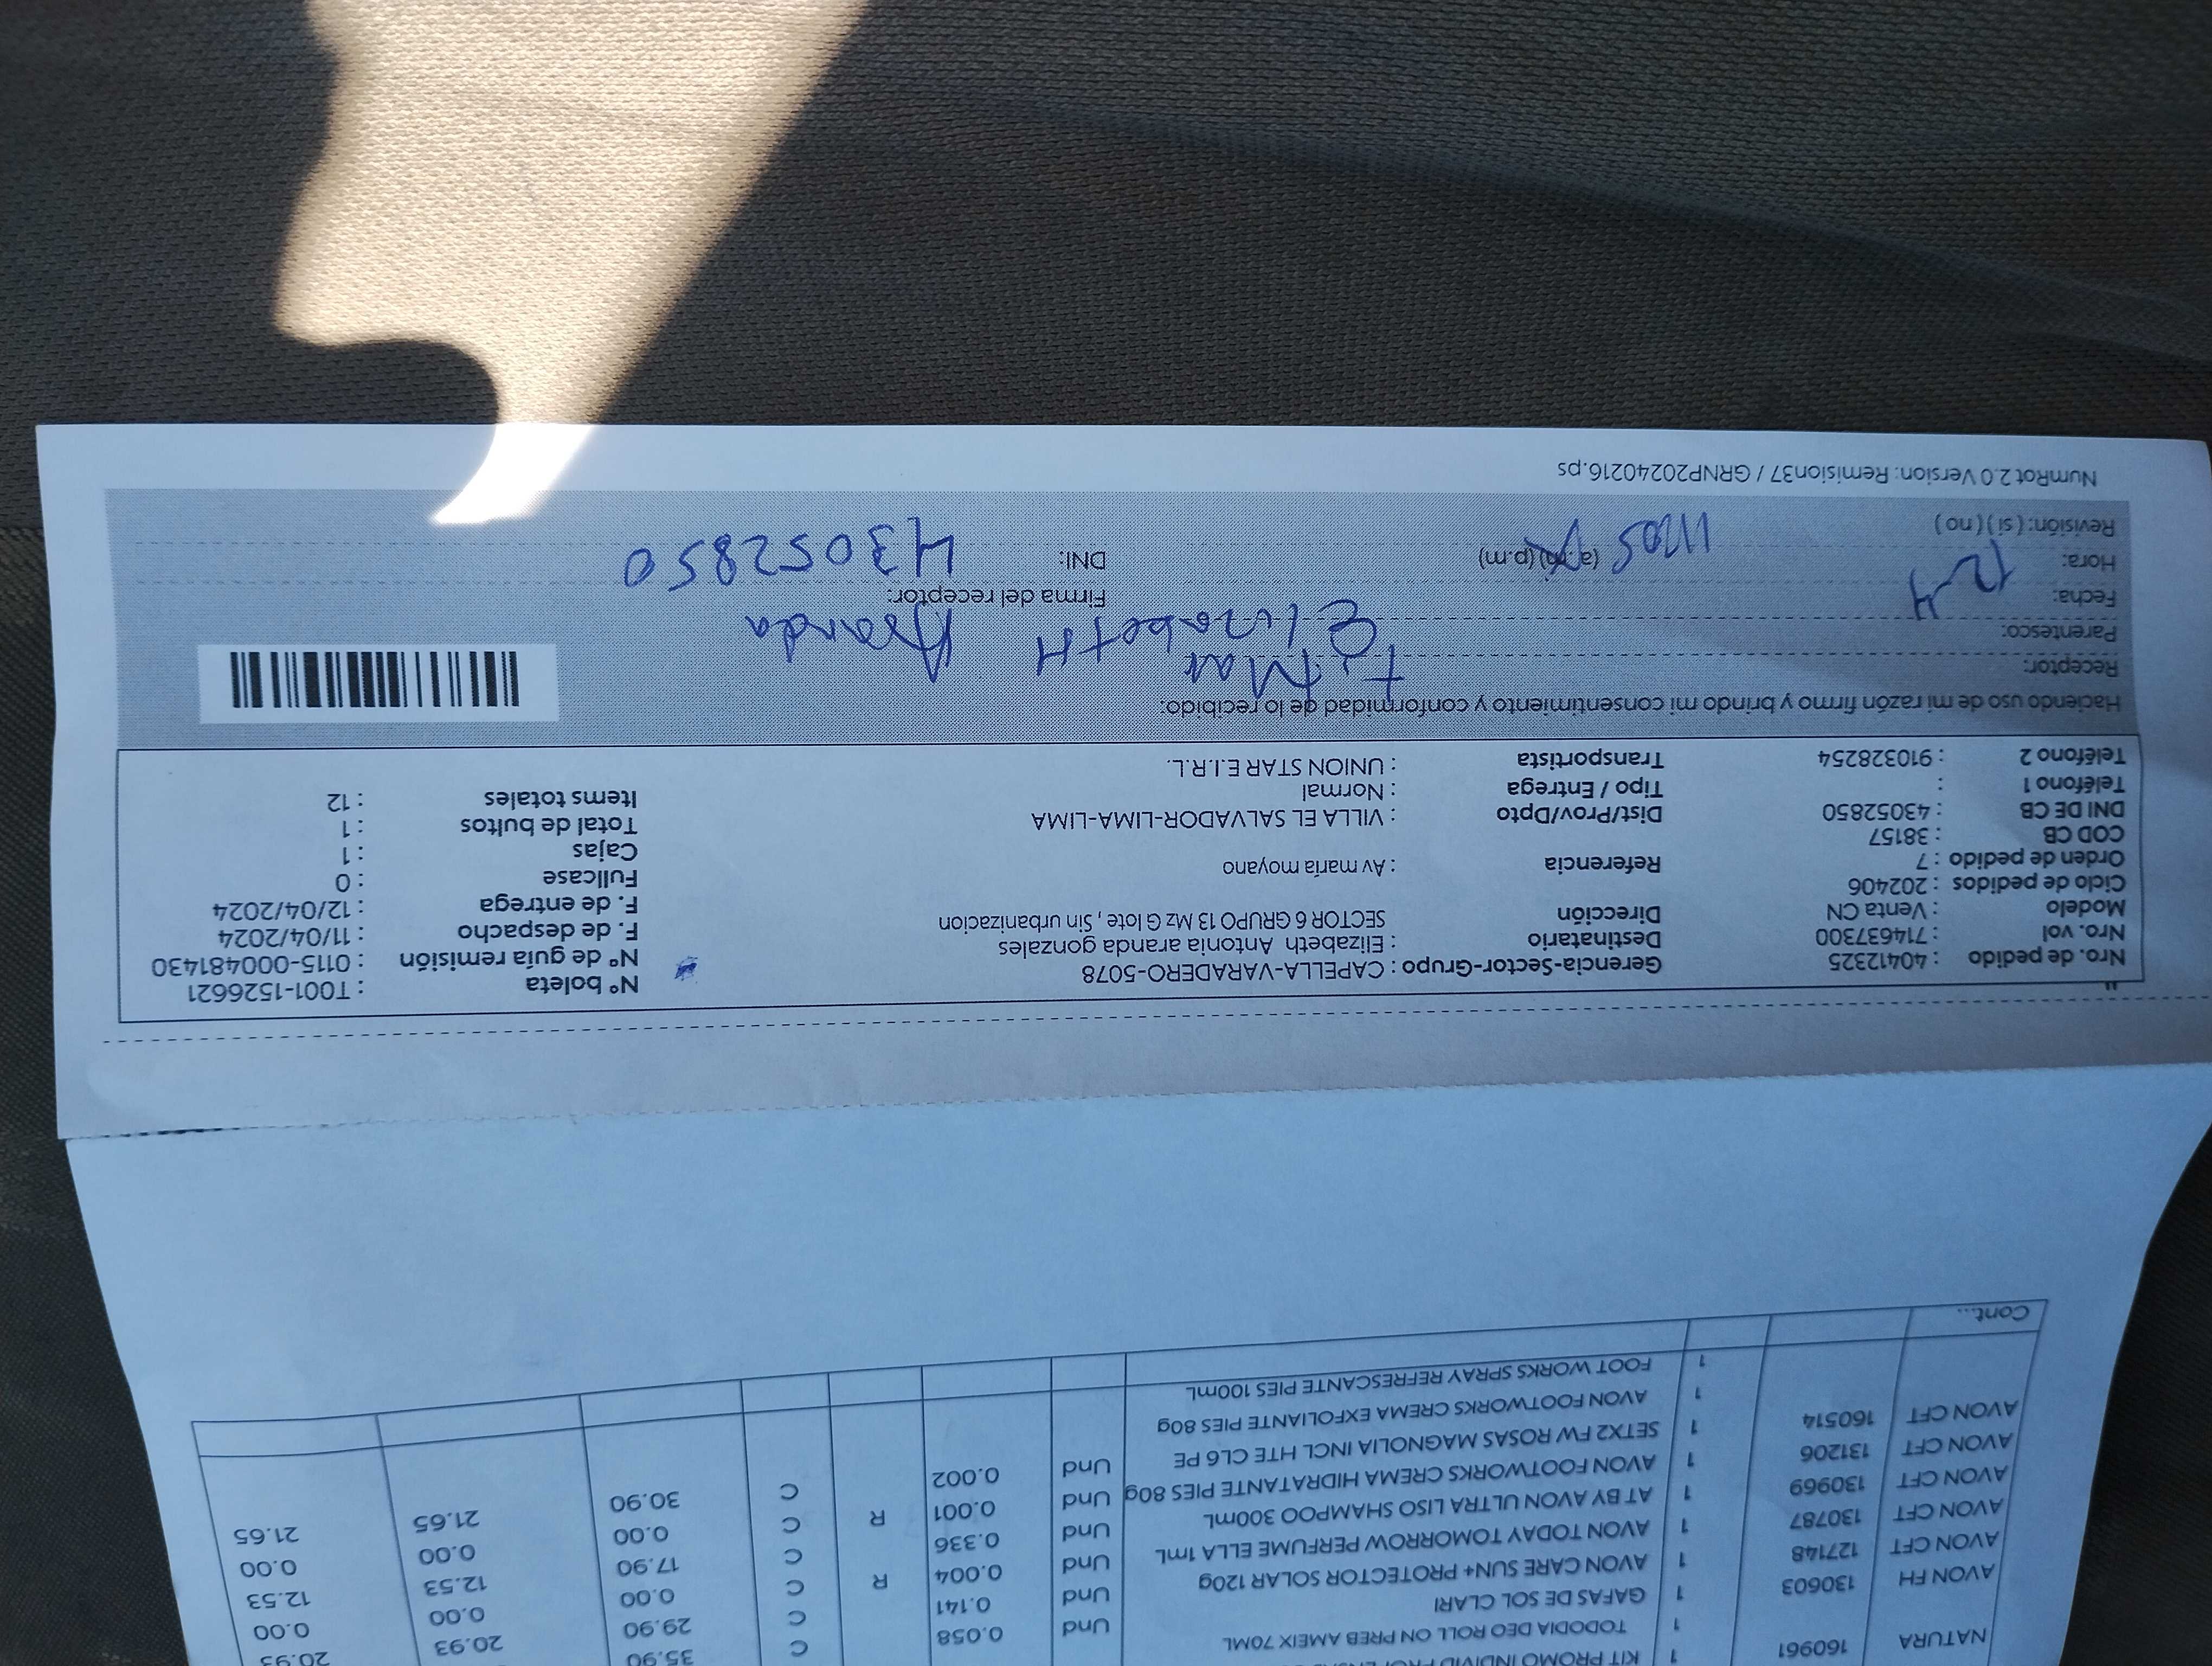 NATURA 160961 1 KIT PROMO INDIVID
1 TODODIA DEO ROLL ON PREB AMEIX 70ML Und 0.058 C 35.90
AVON FH 130603 1 GAFAS DE SOL CLARI Und 0.141 C 29.90 20.93 20.93
AVON CFT 127148 1 AVON CARE SUN+ PROTECTOR SOLAR 120g Und 0.004 R C 0.00 0.00 0.00
AVON CFT 130787 1 AVON TODAY TOMORROW PERFUME ELLA 1mL Und 0.336 C 17.90 12.53 12.53
AVON CFT 130969 1 AT BY AVON ULTRA LISO SHAMPOO 300mL Und 0.001 R C 0.00 0.00 0.00
AVON CFT 131206 1 AVON FOOTWORKS CREMA HIDRATANTE PIES 80g Und 0.002 C 30.90 21.65 21.65
AVON CFT 160514 1 SETX2 FW ROSAS MAGNOLIA INCL HTE CL6 PE
1 AVON FOOTWORKS CREMA EXFOLIANTE PIES 80g
1 FOOT WORKS SPRAY REFRESCANTE PIES 100mL
Cont...
Nro. de pedido : 40412325 Gerencia-Sector-Grupo : CAPELLA-VARADERO-5078 N° boleta : T001-1526621
Nro. vol : 714637300 Destinatario : Elizabeth Antonia aranda gonzales N° de guía remisión : 0115-000481430
Modelo : Venta CN Dirección SECTOR 6 GRUPO 13 Mz G lote , Sin urbanizacion F. de despacho : 11/04/2024
Ciclo de pedidos : 202406 F. de entrega : 12/04/2024
Orden de pedido : 7 Referencia : Av maría moyano Fullcase : 0
COD CB : 38157 Cajas : 1
DNI DE CB : 43052850 Dist/Prov/Dpto : VILLA EL SALVADOR-LIMA-LIMA Total de bultos : 1
Teléfono 1 : Tipo / Entrega : Normal Items totales : 12
Teléfono 2 : 910328254 Transportista : UNION STAR E.I.R.L.
Haciendo uso de mi razón firmo y brindo mi consentimiento y conformidad de lo recibido:
Receptor:
Parentesco: Elizabeth Aranda
Fecha: 12-4 Firma del receptor:
Hora: (a.m) (p.m) DNI: 43052850
Revisión: ( si ) ( no )
NumRot 2.0 Version: Remision37 / GRNP20240216.ps